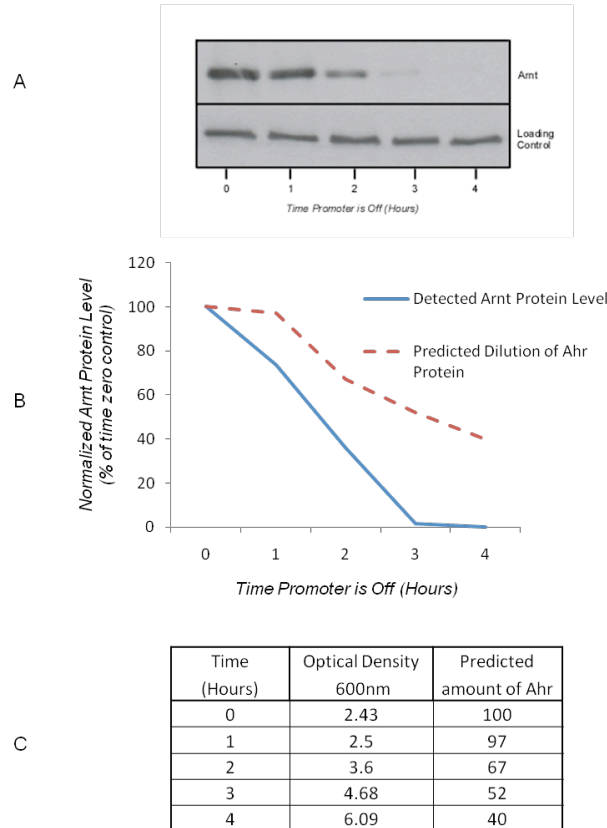 A
Arnt
Loading
Control
0 1 2 3 4
Time Promoter is Off (Hours)
B
120
100
80
60
40
20
0
Normalized Arnt Protein Level
(% of time zero control)
Detected Arnt Protein Level
Predicted Dilution of Ahr
Protein
0 1 2 3 4
Time Promoter is Off (Hours)
C
Time (Hours) Optical Density 600nm Predicted amount of Ahr
0 2.43 100
1 2.5 97
2 3.6 67
3 4.68 52
4 6.09 40